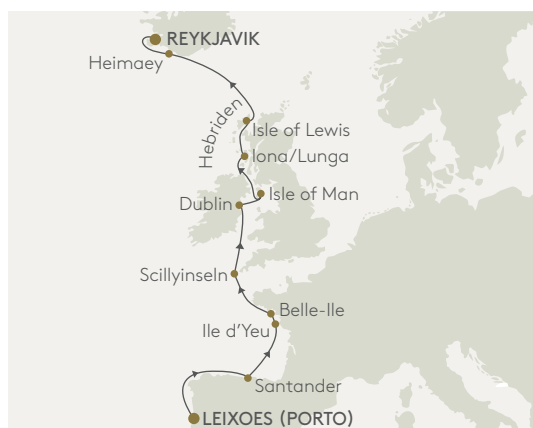 REYKJAVIK
Heimaey
Hebriden
Isle of Lewis
Iona/Lunga
Isle of Man
Dublin
Scillyinseln
Belle-Ile
Ile d'Yeu
Santander
LEIXOES (PORTO)